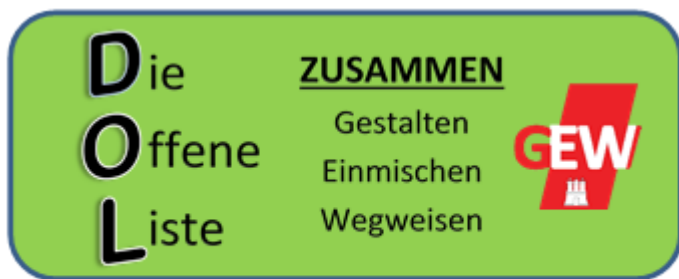 Die
Offene
Liste
ZUSAMMEN
Gestalten
Einmischen
Wegweisen
GEW